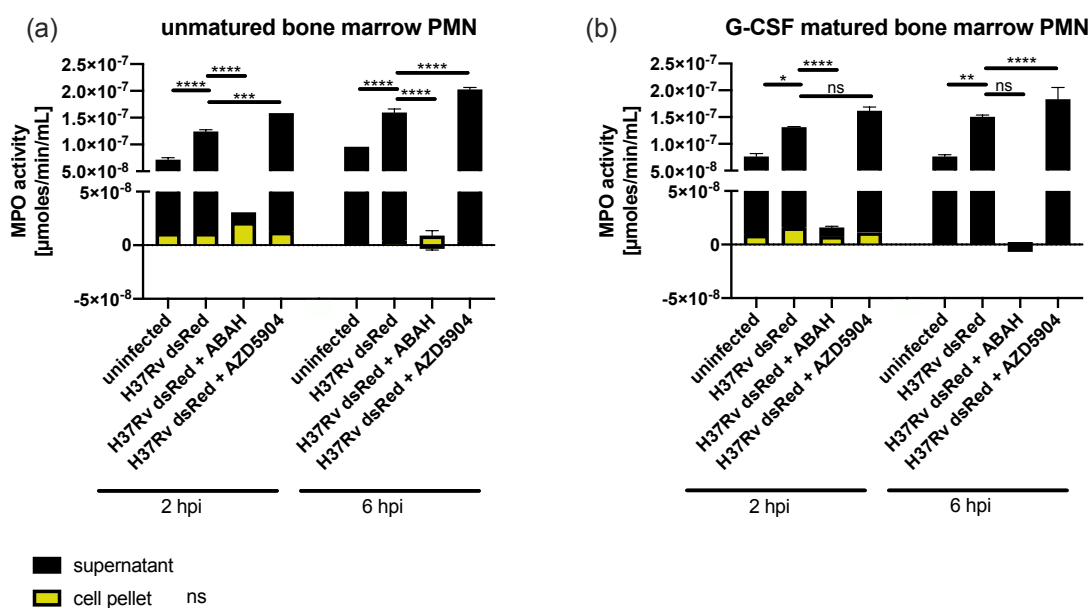 (a) unmatured bone marrow PMN
MPO activity
[µmoles/min/mL]
2.5×10⁻⁷
2.0×10⁻⁷
1.5×10⁻⁷
1.0×10⁻⁷
5.0×10⁻⁸
5×10⁻⁸
0
-5×10⁻⁸
****
****
***
****
****
****
uninfected
H37Rv dsRed
H37Rv dsRed + ABAH
H37Rv dsRed + AZD5904
uninfected
H37Rv dsRed
H37Rv dsRed + ABAH
H37Rv dsRed + AZD5904
2 hpi
6 hpi
(b) G-CSF matured bone marrow PMN
MPO activity
[µmoles/min/mL]
2.5×10⁻⁷
2.0×10⁻⁷
1.5×10⁻⁷
1.0×10⁻⁷
5.0×10⁻⁸
5×10⁻⁸
0
-5×10⁻⁸
****
*
ns
****
**
ns
uninfected
H37Rv dsRed
H37Rv dsRed + ABAH
H37Rv dsRed + AZD5904
uninfected
H37Rv dsRed
H37Rv dsRed + ABAH
H37Rv dsRed + AZD5904
2 hpi
6 hpi
supernatant
cell pellet ns